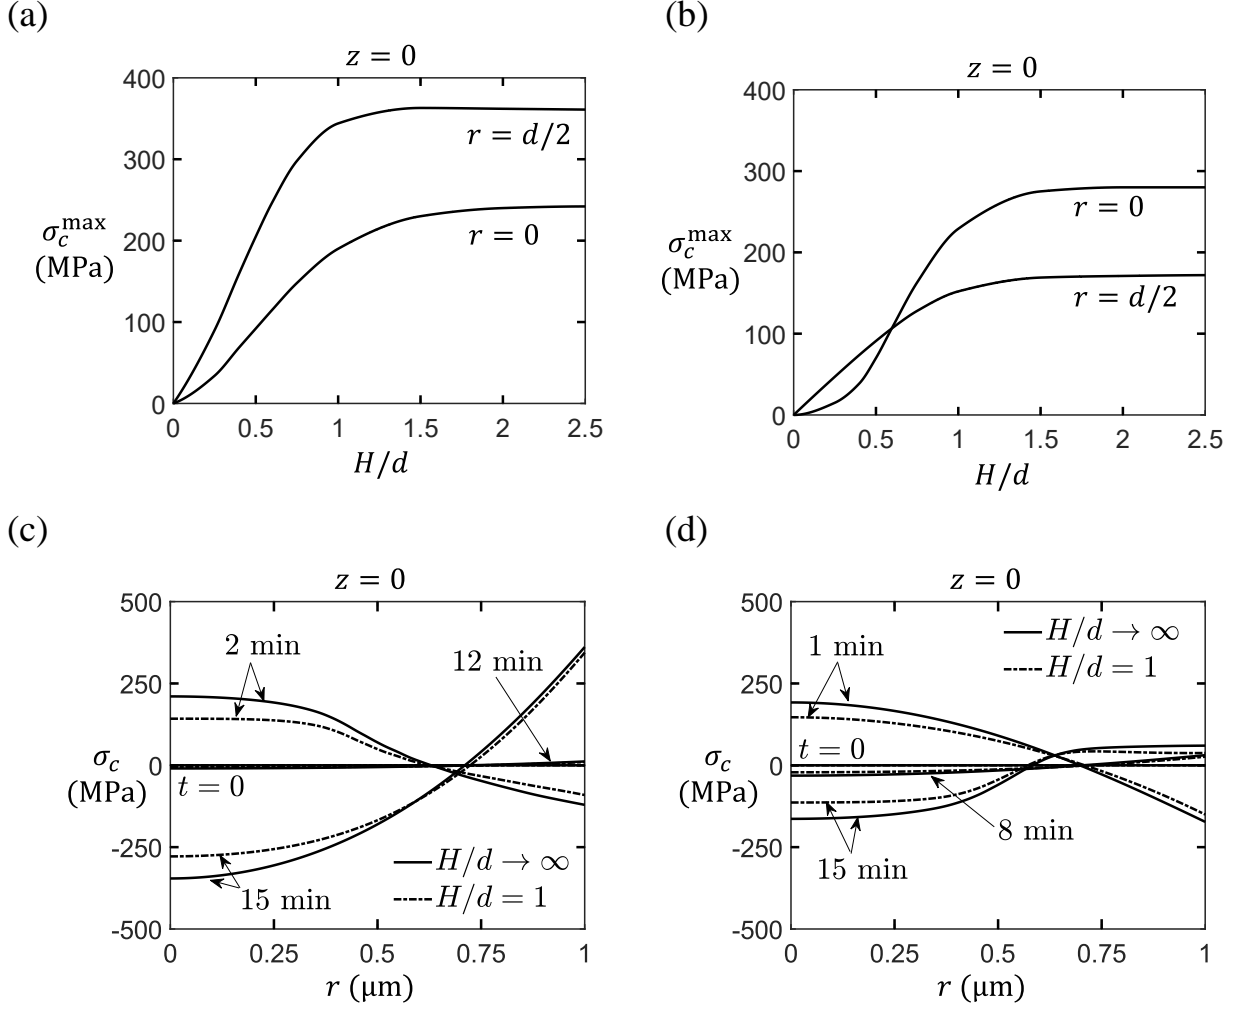 (a)
z = 0
400
300
200
100
0
σ_c^max
(MPa)
r = d/2
r = 0
0 0.5 1 1.5 2 2.5
H/d
(b)
z = 0
400
300
200
100
0
σ_c^max
(MPa)
r = 0
r = d/2
0 0.5 1 1.5 2 2.5
H/d
(c)
z = 0
500
250
0
-250
-500
σ_c
(MPa)
2 min
12 min
t = 0
15 min
H/d → ∞
H/d = 1
0 0.25 0.5 0.75 1
r (μm)
(d)
z = 0
500
250
0
-250
-500
σ_c
(MPa)
1 min
H/d → ∞
H/d = 1
t = 0
8 min
15 min
0 0.25 0.5 0.75 1
r (μm)